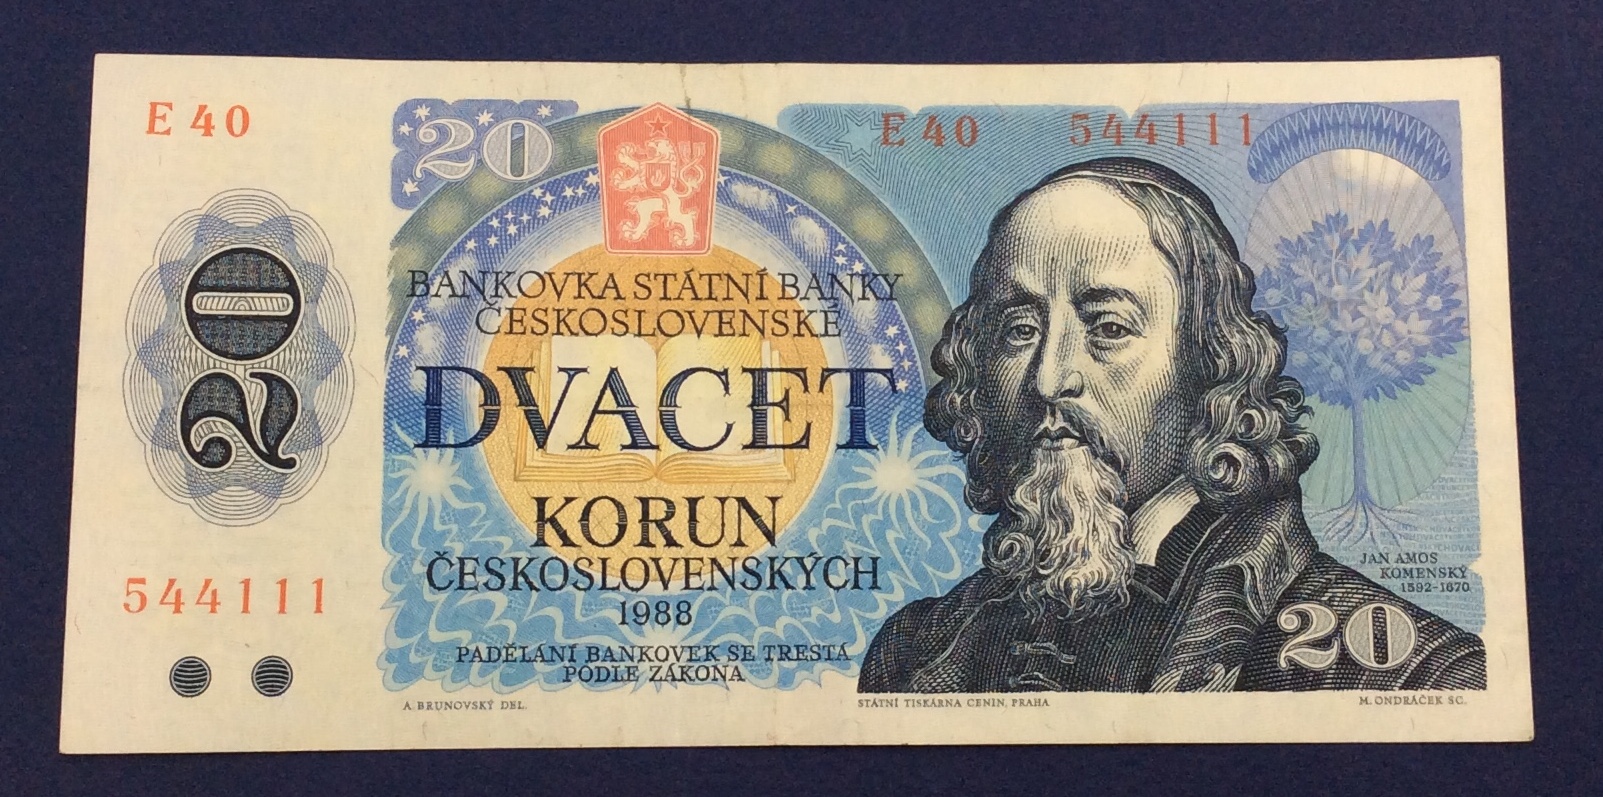 E 40
20
E 40 544111
BANKOVKA STÁTNÍ BANKY
ČESKOSLOVENSKÉ
20
DVACET
KORUN
ČESKOSLOVENSKÝCH
1988
JAN AMOS
KOMENSKÝ
1592-1670
544111
20
PADĚLÁNÍ BANKOVEK SE TRESTÁ
PODLE ZÁKONA
A. BRUNOVSKÝ DEL.
STÁTNÍ TISKÁRNA CENIN, PRAHA
M. ONDRÁČEK SC.